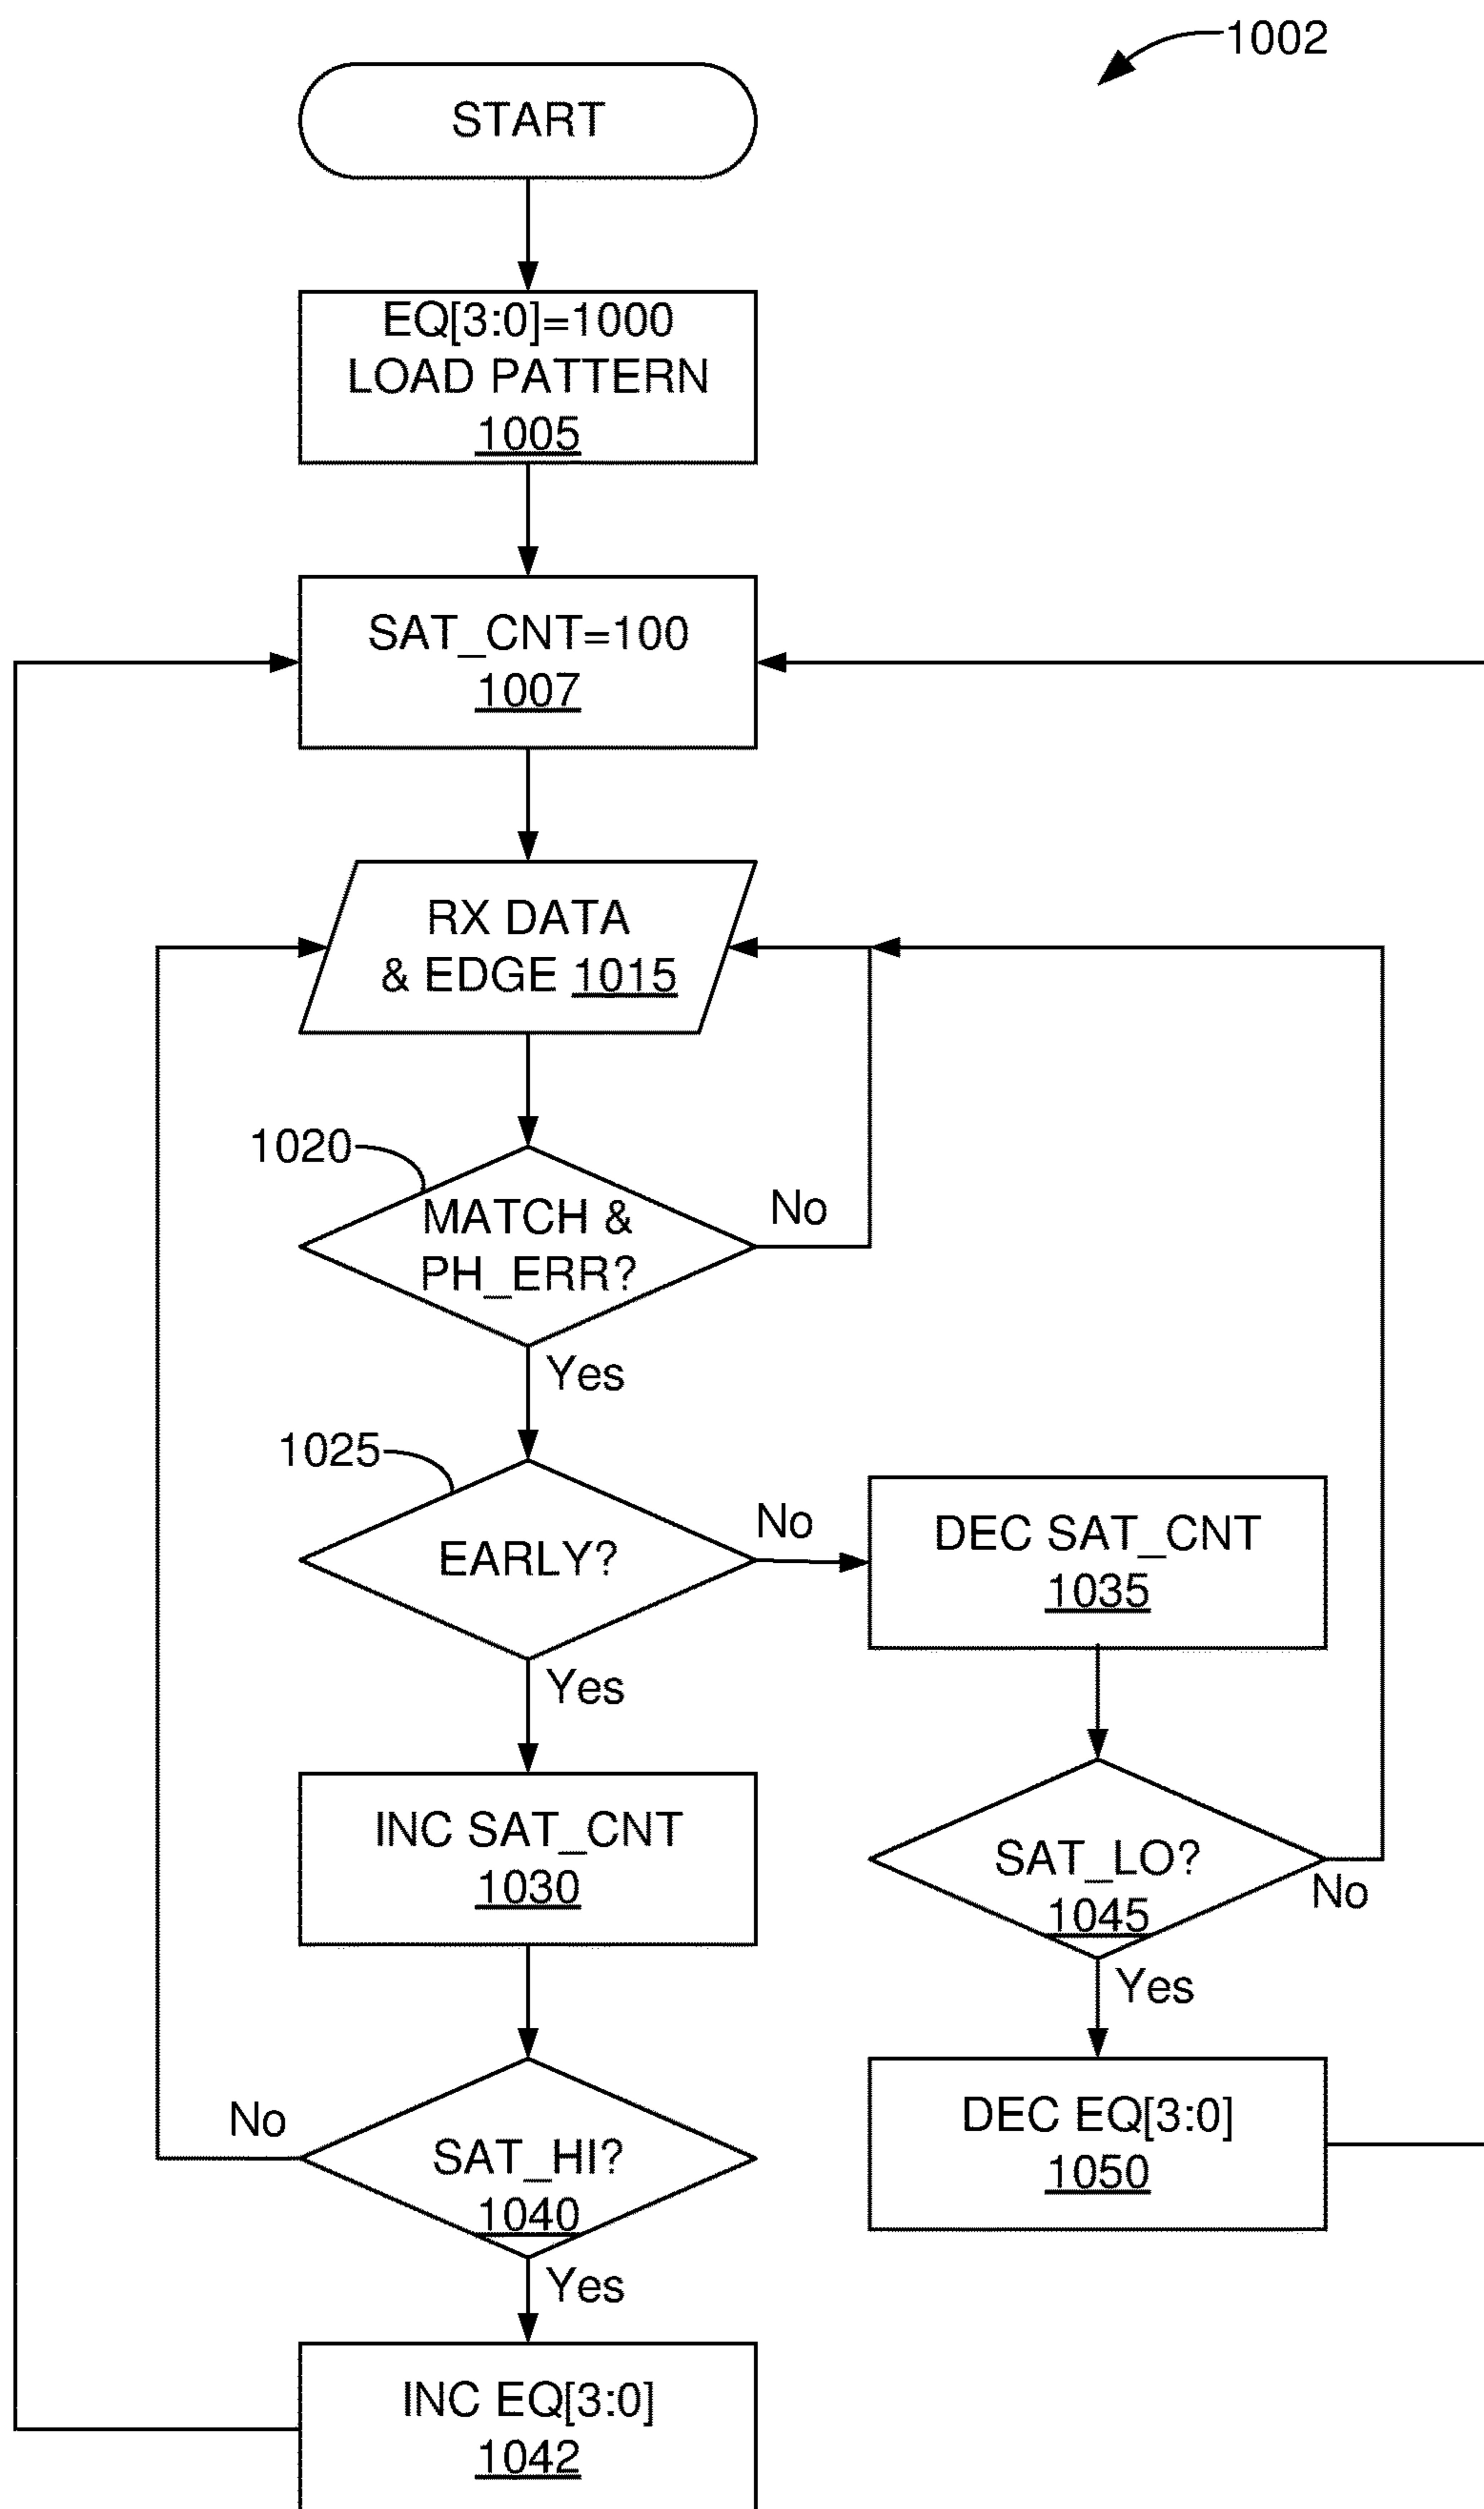 1002
START
EQ[3:0]=1000
LOAD PATTERN
1005
SAT_CNT=100
1007
RX DATA
& EDGE 1015
1020
MATCH &
PH_ERR?
No
Yes
1025
EARLY?
No
DEC SAT_CNT
1035
Yes
INC SAT_CNT
1030
SAT_LO?
1045
No
Yes
No
SAT_HI?
1040
DEC EQ[3:0]
1050
Yes
INC EQ[3:0]
1042